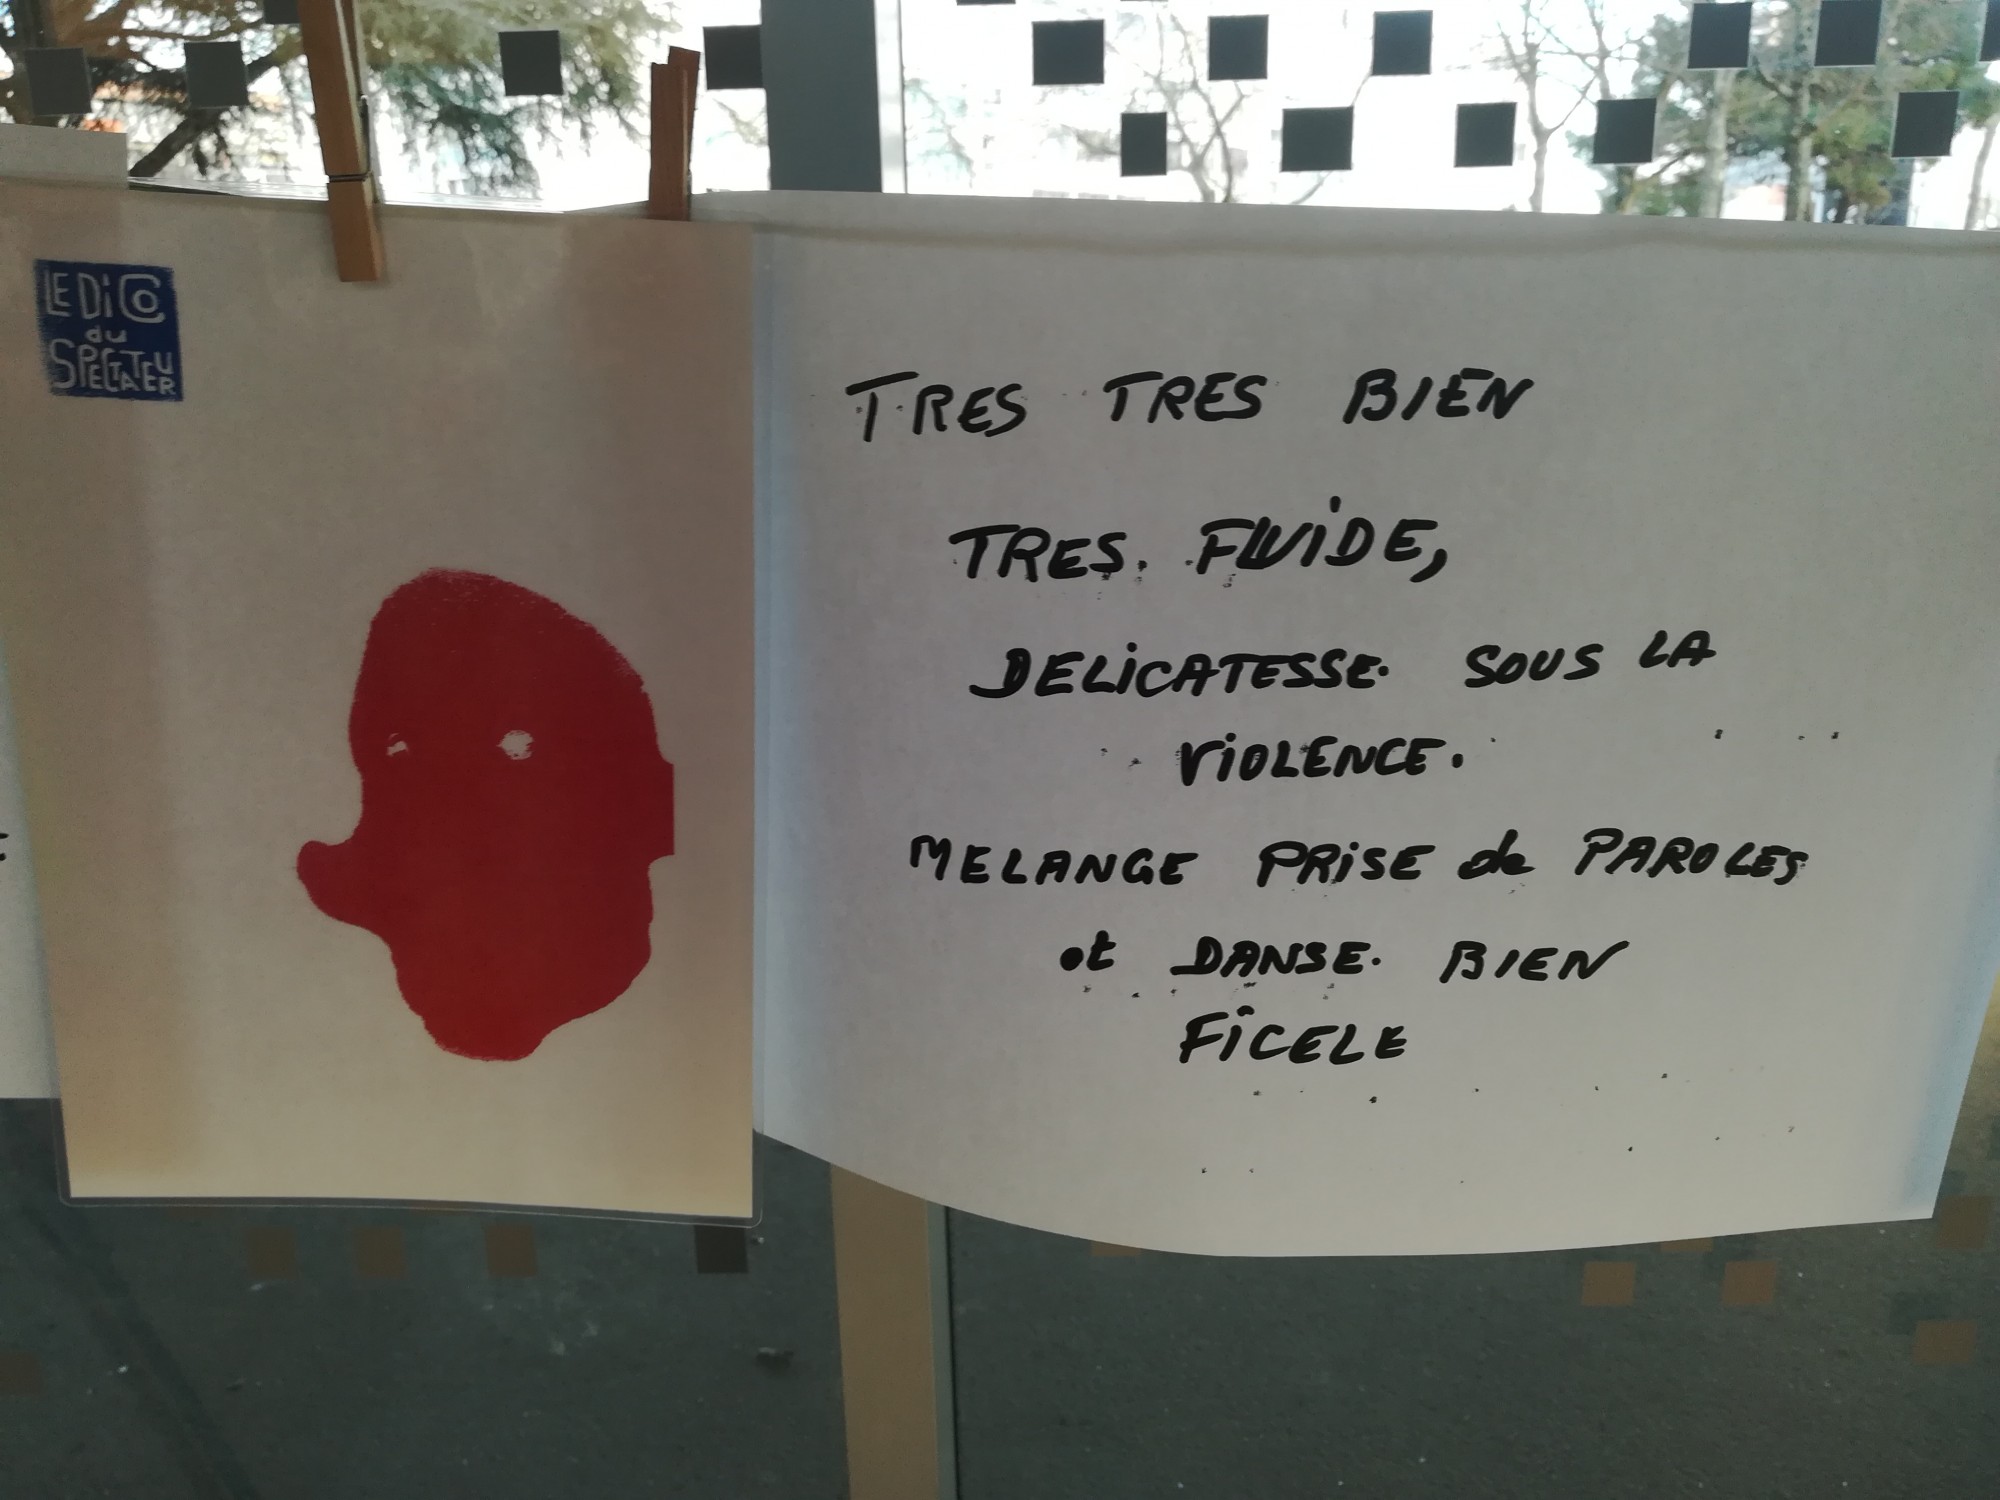 LE DICO
du
SPECTATEUR
TRES TRES BIEN
TRES. FLUIDE,
DELICATESSE. SOUS LA
VIOLENCE.
MELANGE PRISE de PAROLES
et DANSE. BIEN
FICELE